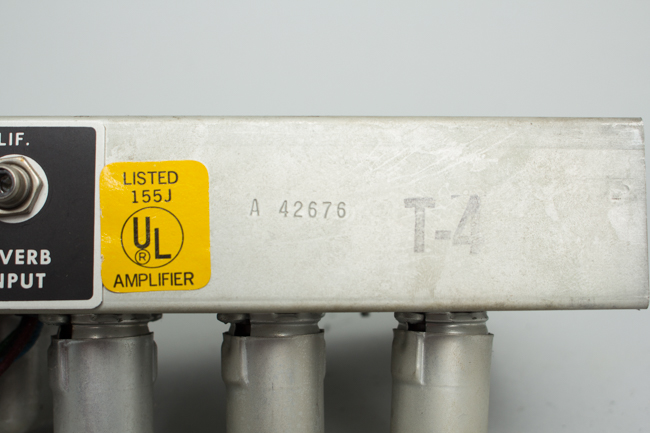 LIF.
VERB
NPUT
LISTED
155J
UL
®
AMPLIFIER
A 42676
T-4